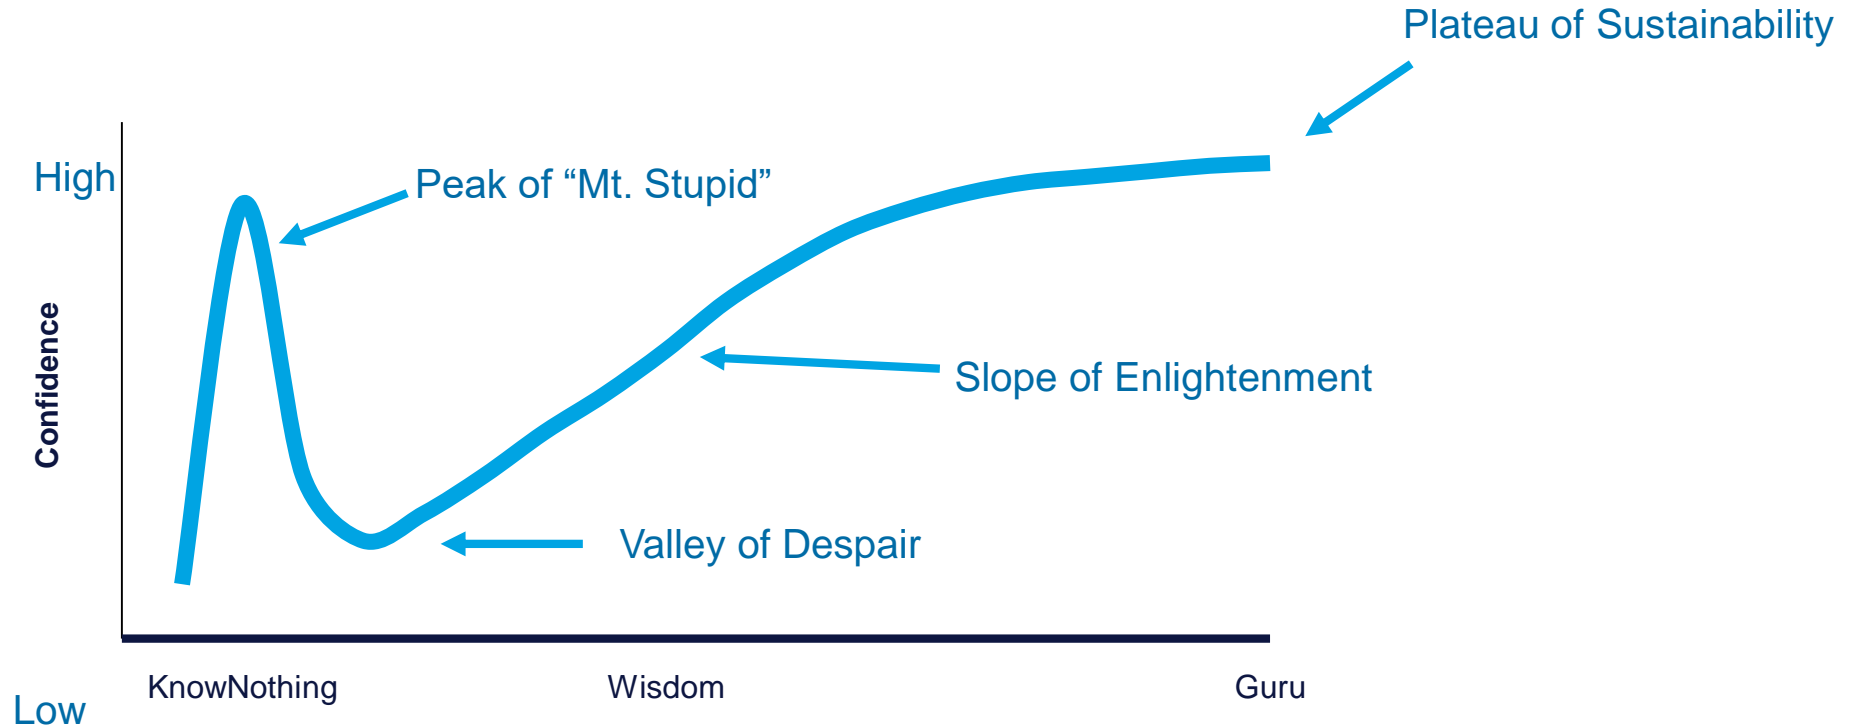 Plateau of Sustainability
High
Peak of “Mt. Stupid”
Confidence
Slope of Enlightenment
Valley of Despair
KnowNothing
Wisdom
Guru
Low